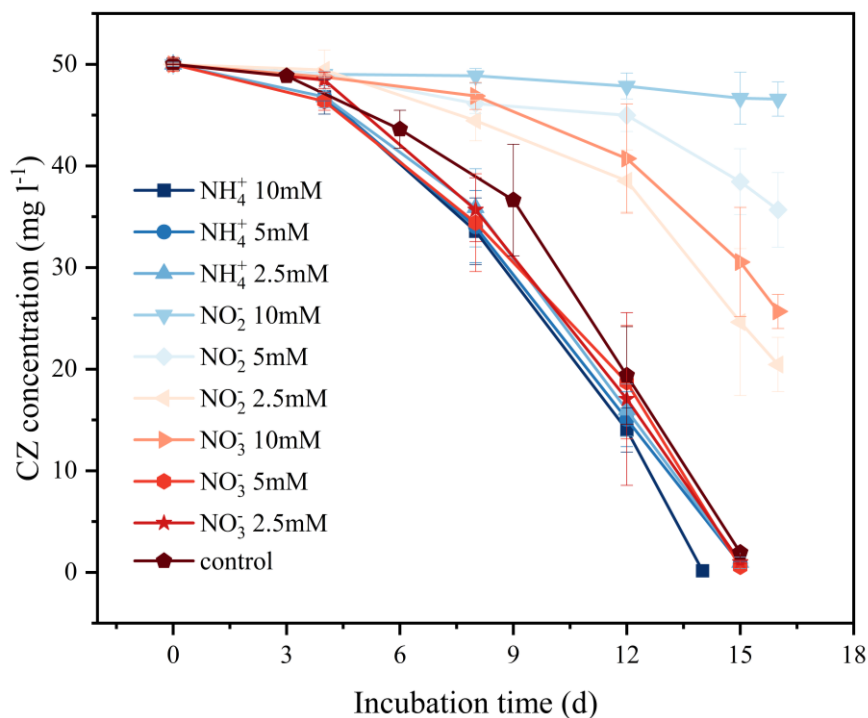 CZ concentration (mg l⁻¹)
50
40
30
20
10
0
NH₄⁺ 10mM
NH₄⁺ 5mM
NH₄⁺ 2.5mM
NO₂⁻ 10mM
NO₂⁻ 5mM
NO₂⁻ 2.5mM
NO₃⁻ 10mM
NO₃⁻ 5mM
NO₃⁻ 2.5mM
control
0 3 6 9 12 15 18
Incubation time (d)